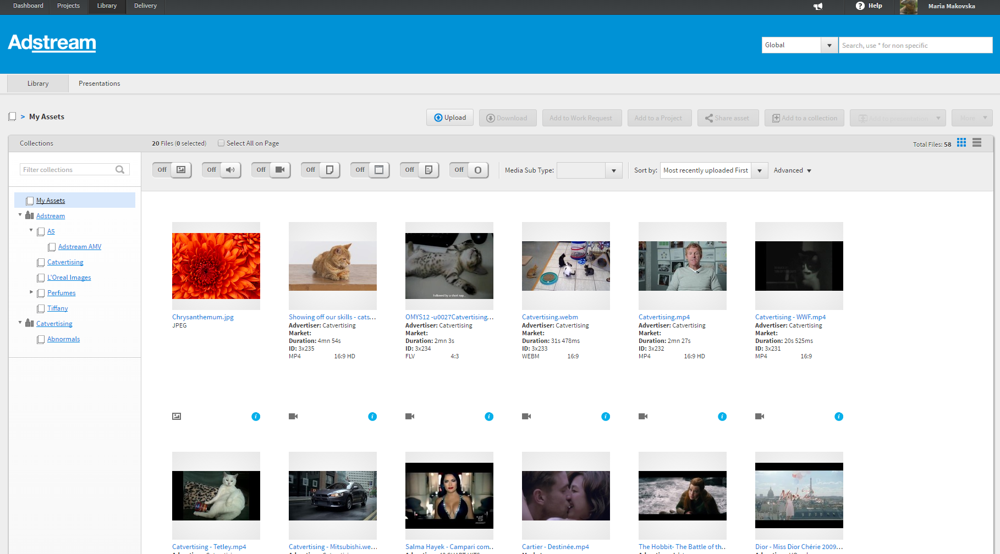 Dashboard Projects Library Delivery Help Maria Makovska
Adstream
Global Search, use * for non specific
Library Presentations
> My Assets
Upload Download Add to Work Request Add to a Project Share asset Add to a collection Add to presentation More
Collections 20 Files (0 selected) Select All on Page Total Files: 58
Filter collections
Off Off Off Off Off Off Off Media Sub Type: Sort by: Most recently uploaded First Advanced
My Assets
Adstream
A5
Adstream AMV
Catvertising
L'Oreal Images
Perfumes
Tiffany
Catvertising
Abnormals
Followed by a short nap...
Chrysanthemum.jpg
JPEG
Showing off our skills - cats...
Advertiser: Catvertising
Market:
Duration: 4mn 54s
ID: 3x235
MP4 16:9 HD
OMYS12 -u0027Catvertising...
Advertiser: Catvertising
Market:
Duration: 2mn 3s
ID: 3x234
FLV 4:3
Catvertising.webm
Advertiser: Catvertising
Market:
Duration: 31s 478ms
ID: 3x233
WEBM 16:9
Catvertising.mp4
Advertiser: Catvertising
Market:
Duration: 2mn 27s
ID: 3x232
MP4 16:9 HD
Catvertising - WWF.mp4
Advertiser: Catvertising
Market:
Duration: 20s 525ms
ID: 3x231
MP4 16:9
Catvertising - Tetley.mp4
Catvertising - Mitsubishi.we...
Salma Hayek - Campari com...
Cartier - Destinée.mp4
The Hobbit- The Battle of th...
Dior - Miss Dior Chérie 2009...